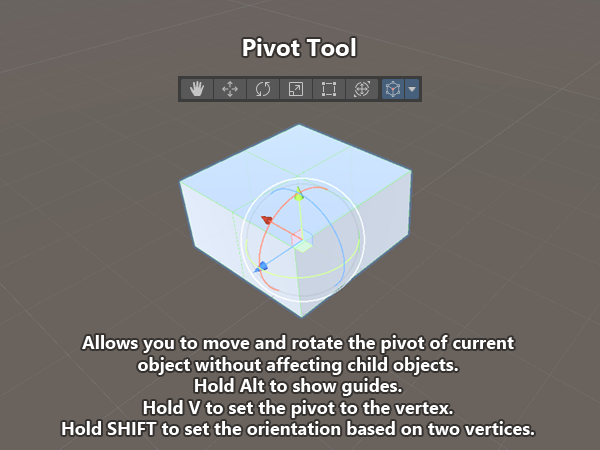 Pivot Tool
Allows you to move and rotate the pivot of current
object without affecting child objects.
Hold Alt to show guides.
Hold V to set the pivot to the vertex.
Hold SHIFT to set the orientation based on two vertices.